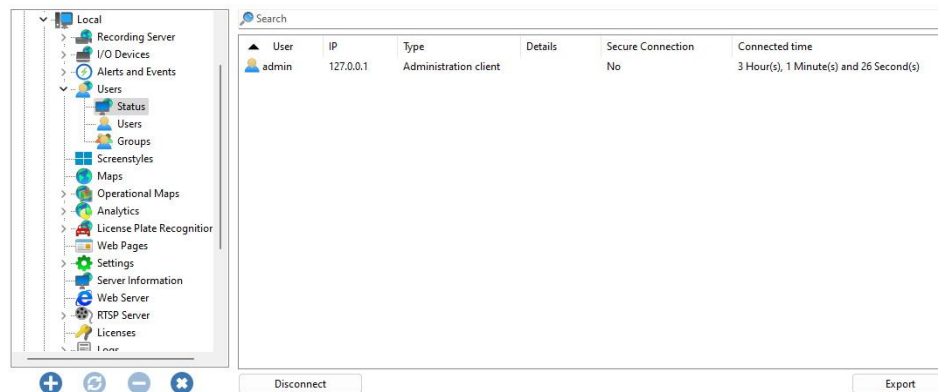 Local
Recording Server
I/O Devices
Alerts and Events
Users
Status
Users
Groups
Screenstyles
Maps
Operational Maps
Analytics
License Plate Recognition
Web Pages
Settings
Server Information
Web Server
RTSP Server
Licenses
Logs
Search
User IP Type Details Secure Connection Connected time
admin 127.0.0.1 Administration client No 3 Hour(s), 1 Minute(s) and 26 Second(s)
Disconnect Export